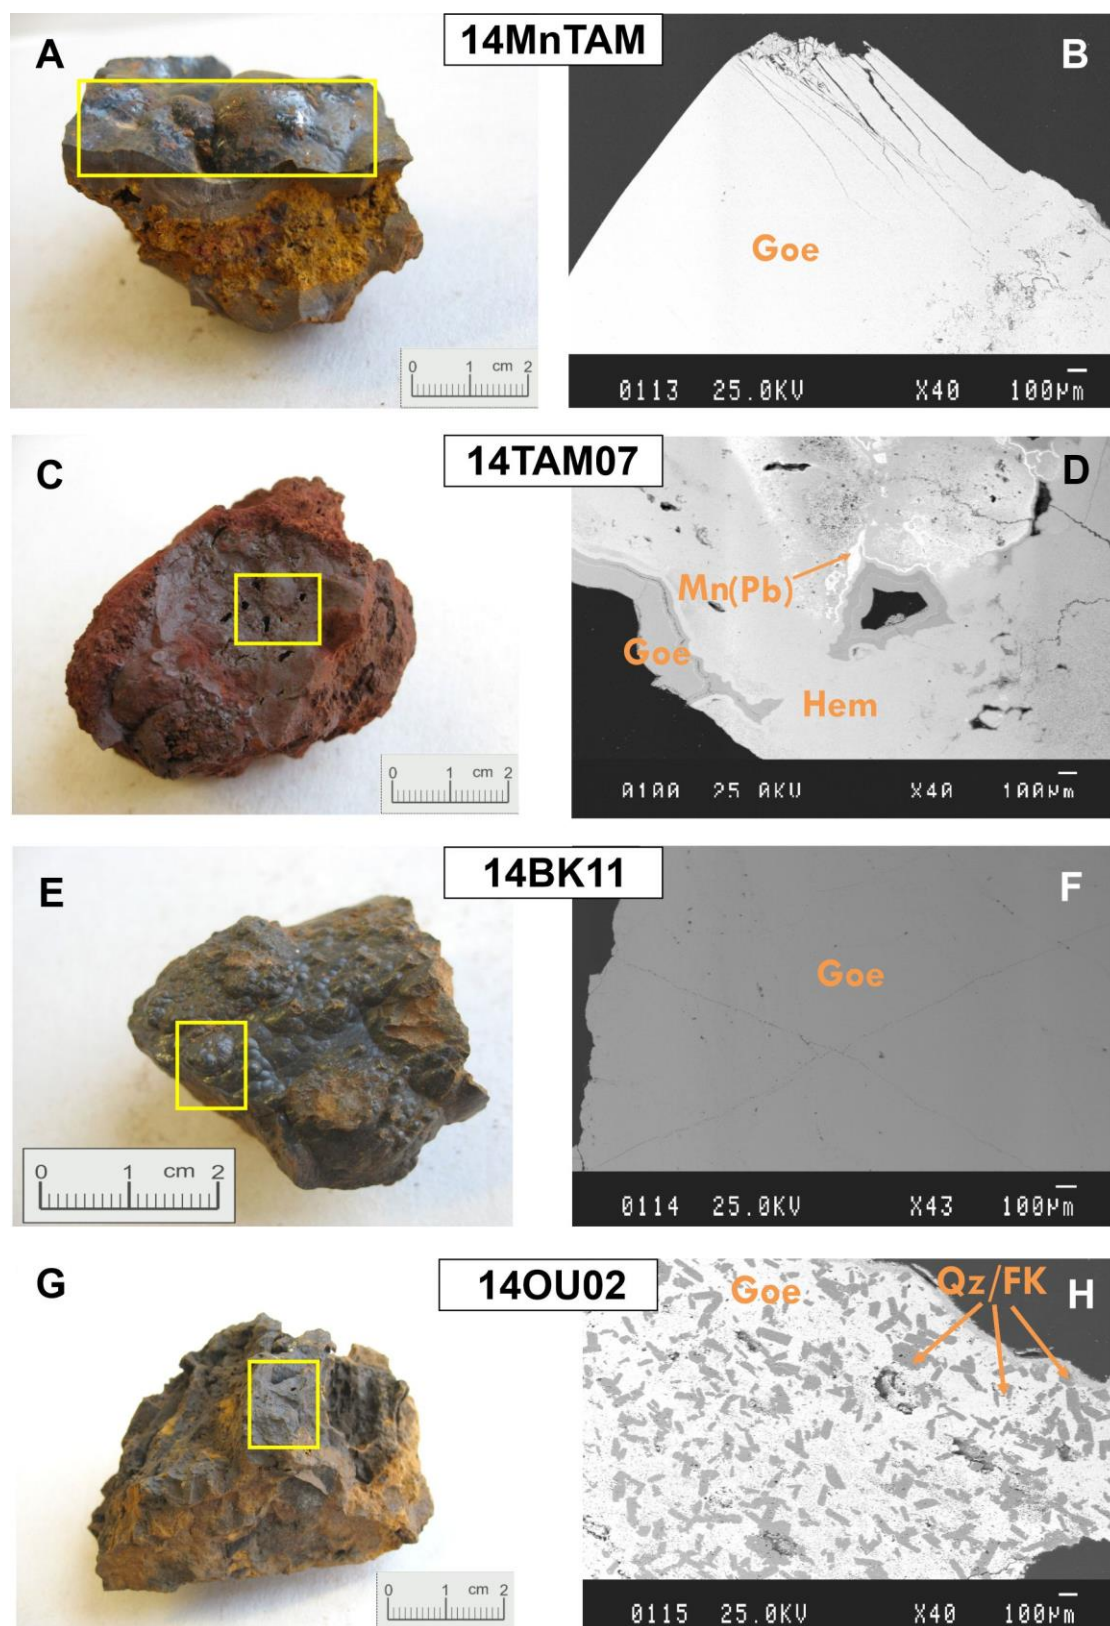 14MnTAM
A
B
Goe
0 1 cm 2
0113 25.0KV X40 100µm
14TAM07
C
D
Mn(Pb)
Goe
Hem
0 1 cm 2
0100 25.0KV X40 100µm
14BK11
E
F
Goe
0 1 cm 2
0114 25.0KV X43 100µm
14OU02
G
H
Goe
Qz/FK
0 1 cm 2
0115 25.0KV X40 100µm